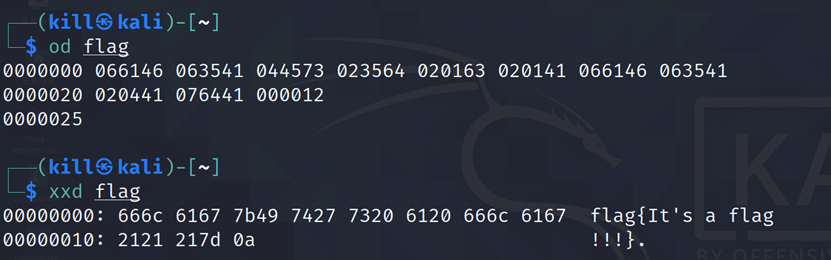 ┌──(kill㉿kali)-[~]
└─$ od flag
0000000 066146 063541 044573 023564 020163 020141 066146 063541
0000020 020441 076441 000012
0000025
┌──(kill㉿kali)-[~]
└─$ xxd flag
00000000: 666c 6167 7b49 7427 7320 6120 666c 6167  flag{It's a flag
00000010: 2121 217d 0a                             !!!}.
KA
BY OFFENSI